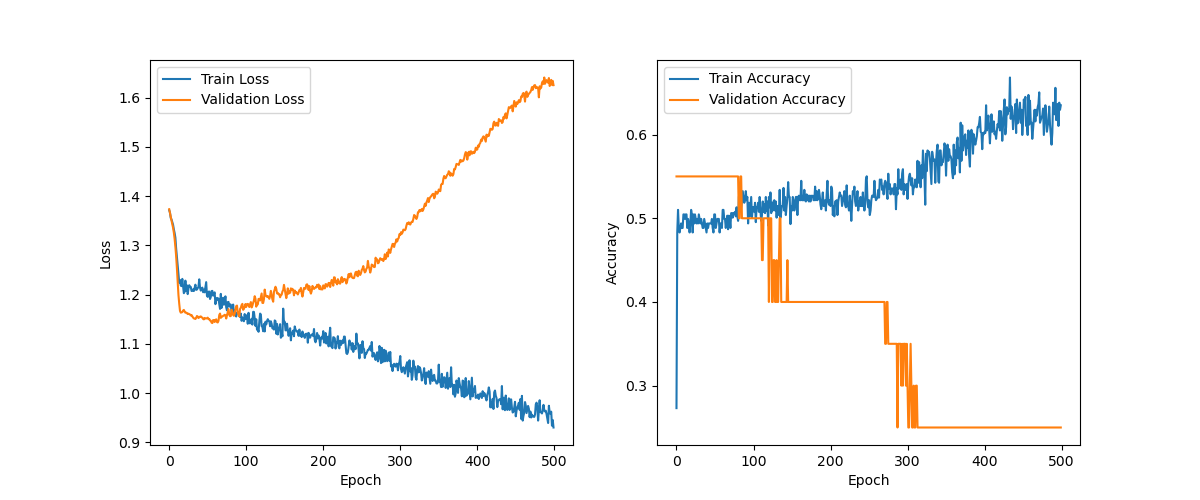 Train Loss
Validation Loss
1.6
1.5
1.4
1.3
1.2
1.1
1.0
0.9
Loss
0 100 200 300 400 500
Epoch
Train Accuracy
Validation Accuracy
0.6
0.5
0.4
0.3
Accuracy
0 100 200 300 400 500
Epoch